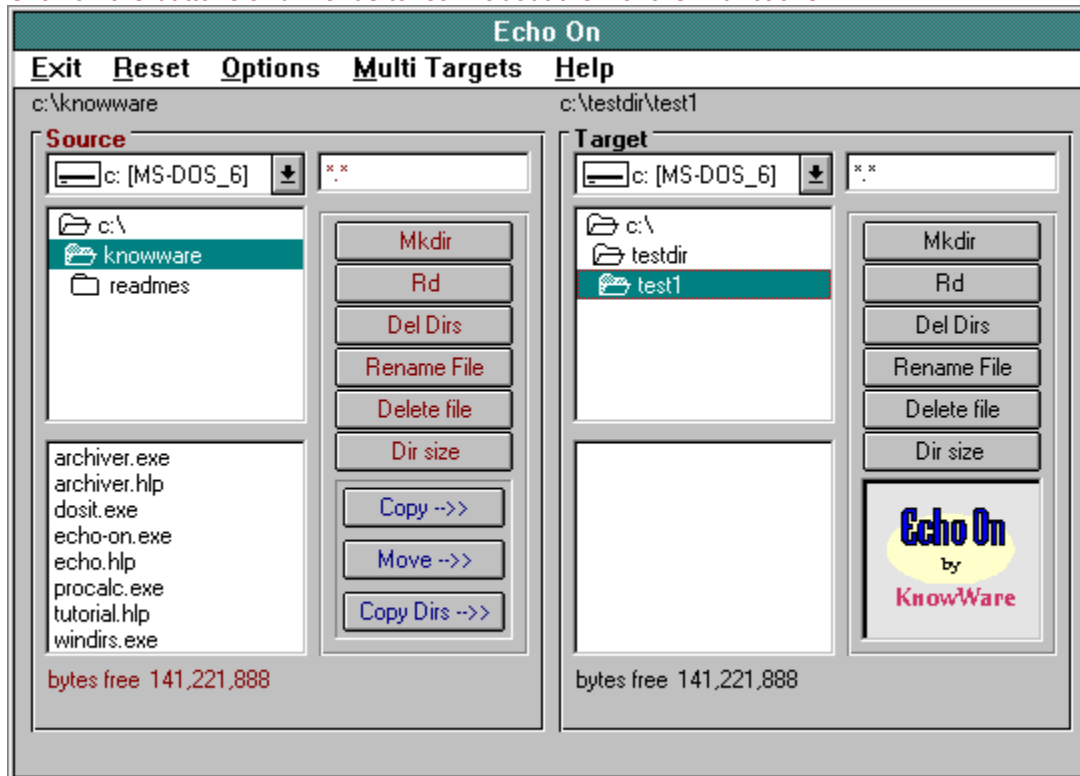 Echo On
Exit Reset Options Multi Targets Help
c:\knowware
c:\testdir\test1
Source
c: [MS-DOS_6]
*.*
c:\
knowware
readmes
Mkdir
Rd
Del Dirs
Rename File
Delete file
Dir size
archiver.exe
archiver.hlp
dosit.exe
echo-on.exe
echo.hlp
procalc.exe
tutorial.hlp
windirs.exe
Copy -->>
Move -->>
Copy Dirs -->>
bytes free 141,221,888
Target
c: [MS-DOS_6]
*.*
c:\
testdir
test1
Mkdir
Rd
Del Dirs
Rename File
Delete file
Dir size
Echo On
by
KnowWare
bytes free 141,221,888